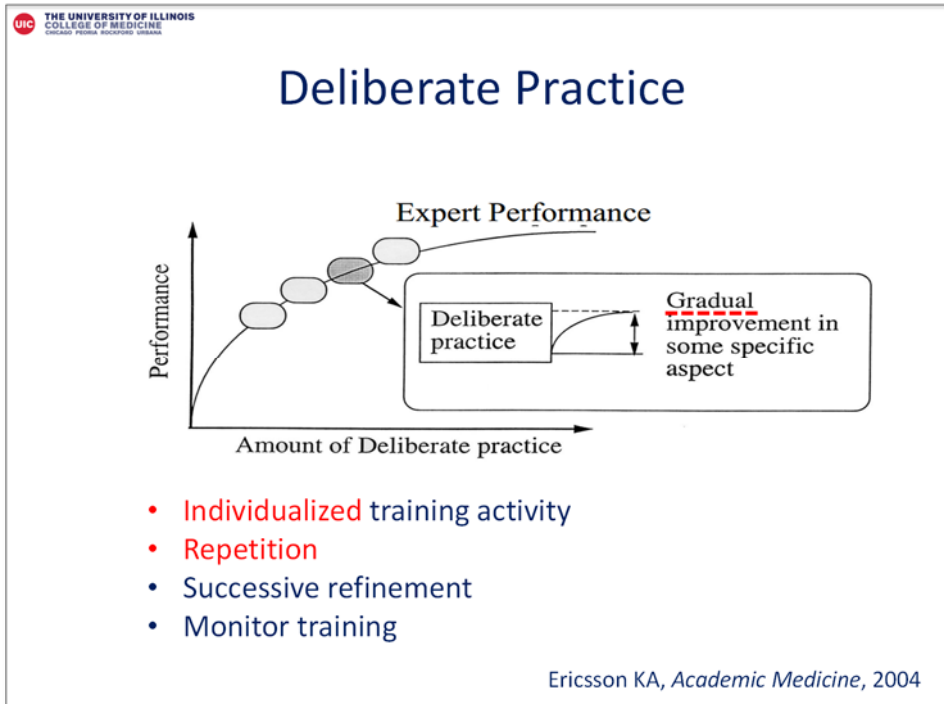 UIC
THE UNIVERSITY OF ILLINOIS
COLLEGE OF MEDICINE
CHICAGO PEORIA ROCKFORD URBANA
Deliberate Practice
Expert Performance
Performance
Deliberate
practice
Gradual
improvement in
some specific
aspect
Amount of Deliberate practice
• Individualized training activity
• Repetition
• Successive refinement
• Monitor training
Ericsson KA, Academic Medicine, 2004